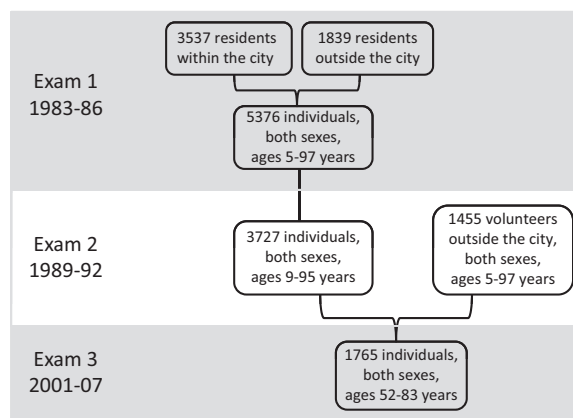 3537 residents
within the city
1839 residents
outside the city
Exam 1
1983-86
5376 individuals,
both sexes,
ages 5-97 years
Exam 2
1989-92
3727 individuals,
both sexes,
ages 9-95 years
1455 volunteers
outside the city,
both sexes,
ages 5-97 years
Exam 3
2001-07
1765 individuals,
both sexes,
ages 52-83 years